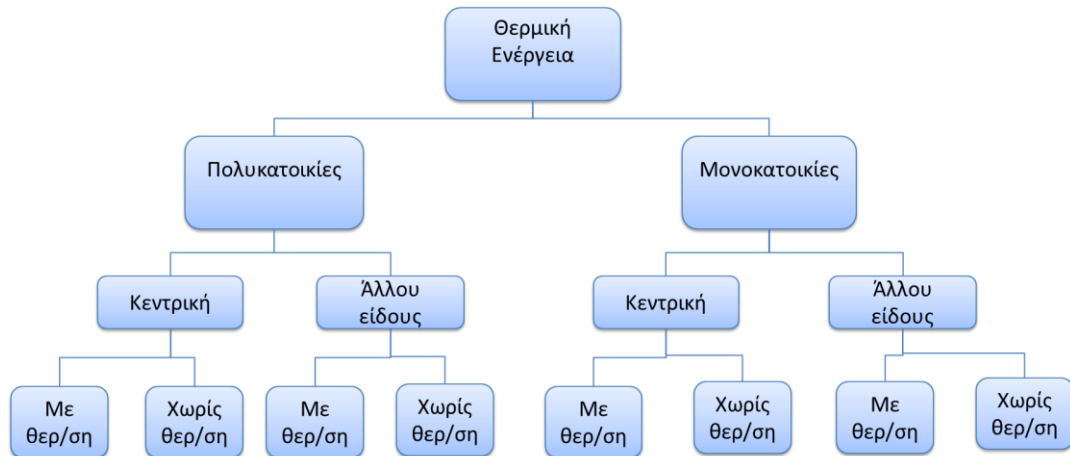 Θερμική
Ενέργεια
Πολυκατοικίες
Μονοκατοικίες
Κεντρική
Άλλου
είδους
Κεντρική
Άλλου
είδους
Με
θερ/ση
Χωρίς
θερ/ση
Με
θερ/ση
Χωρίς
θερ/ση
Με
θερ/ση
Χωρίς
θερ/ση
Με
θερ/ση
Χωρίς
θερ/ση